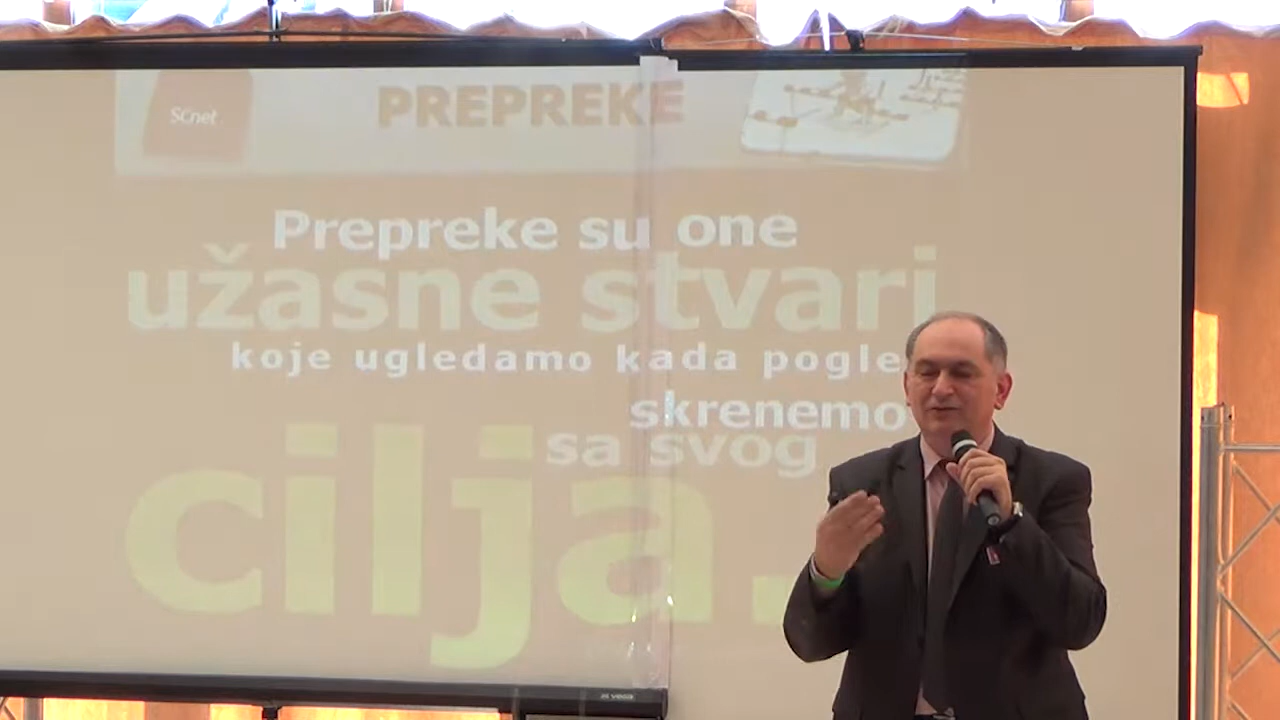 SCnet
PREPREKE
Prepreke su one
užasne stvari
koje ugledamo kada pogle
skrenemo
sa svog
cilja.